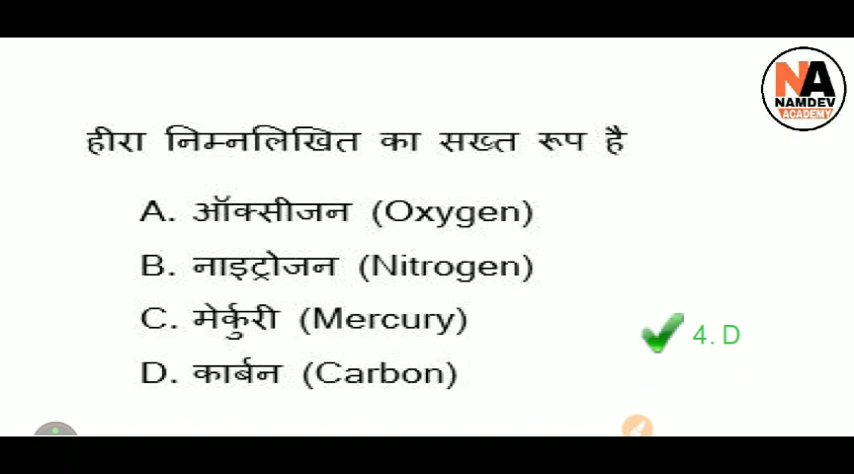 NA
NAMDEV
ACADEMY
हीरा निम्नलिखित का सख्त रूप है
A. ऑक्सीजन (Oxygen)
B. नाइट्रोजन (Nitrogen)
C. मेर्कुरी (Mercury)
4. D
D. कार्बन (Carbon)